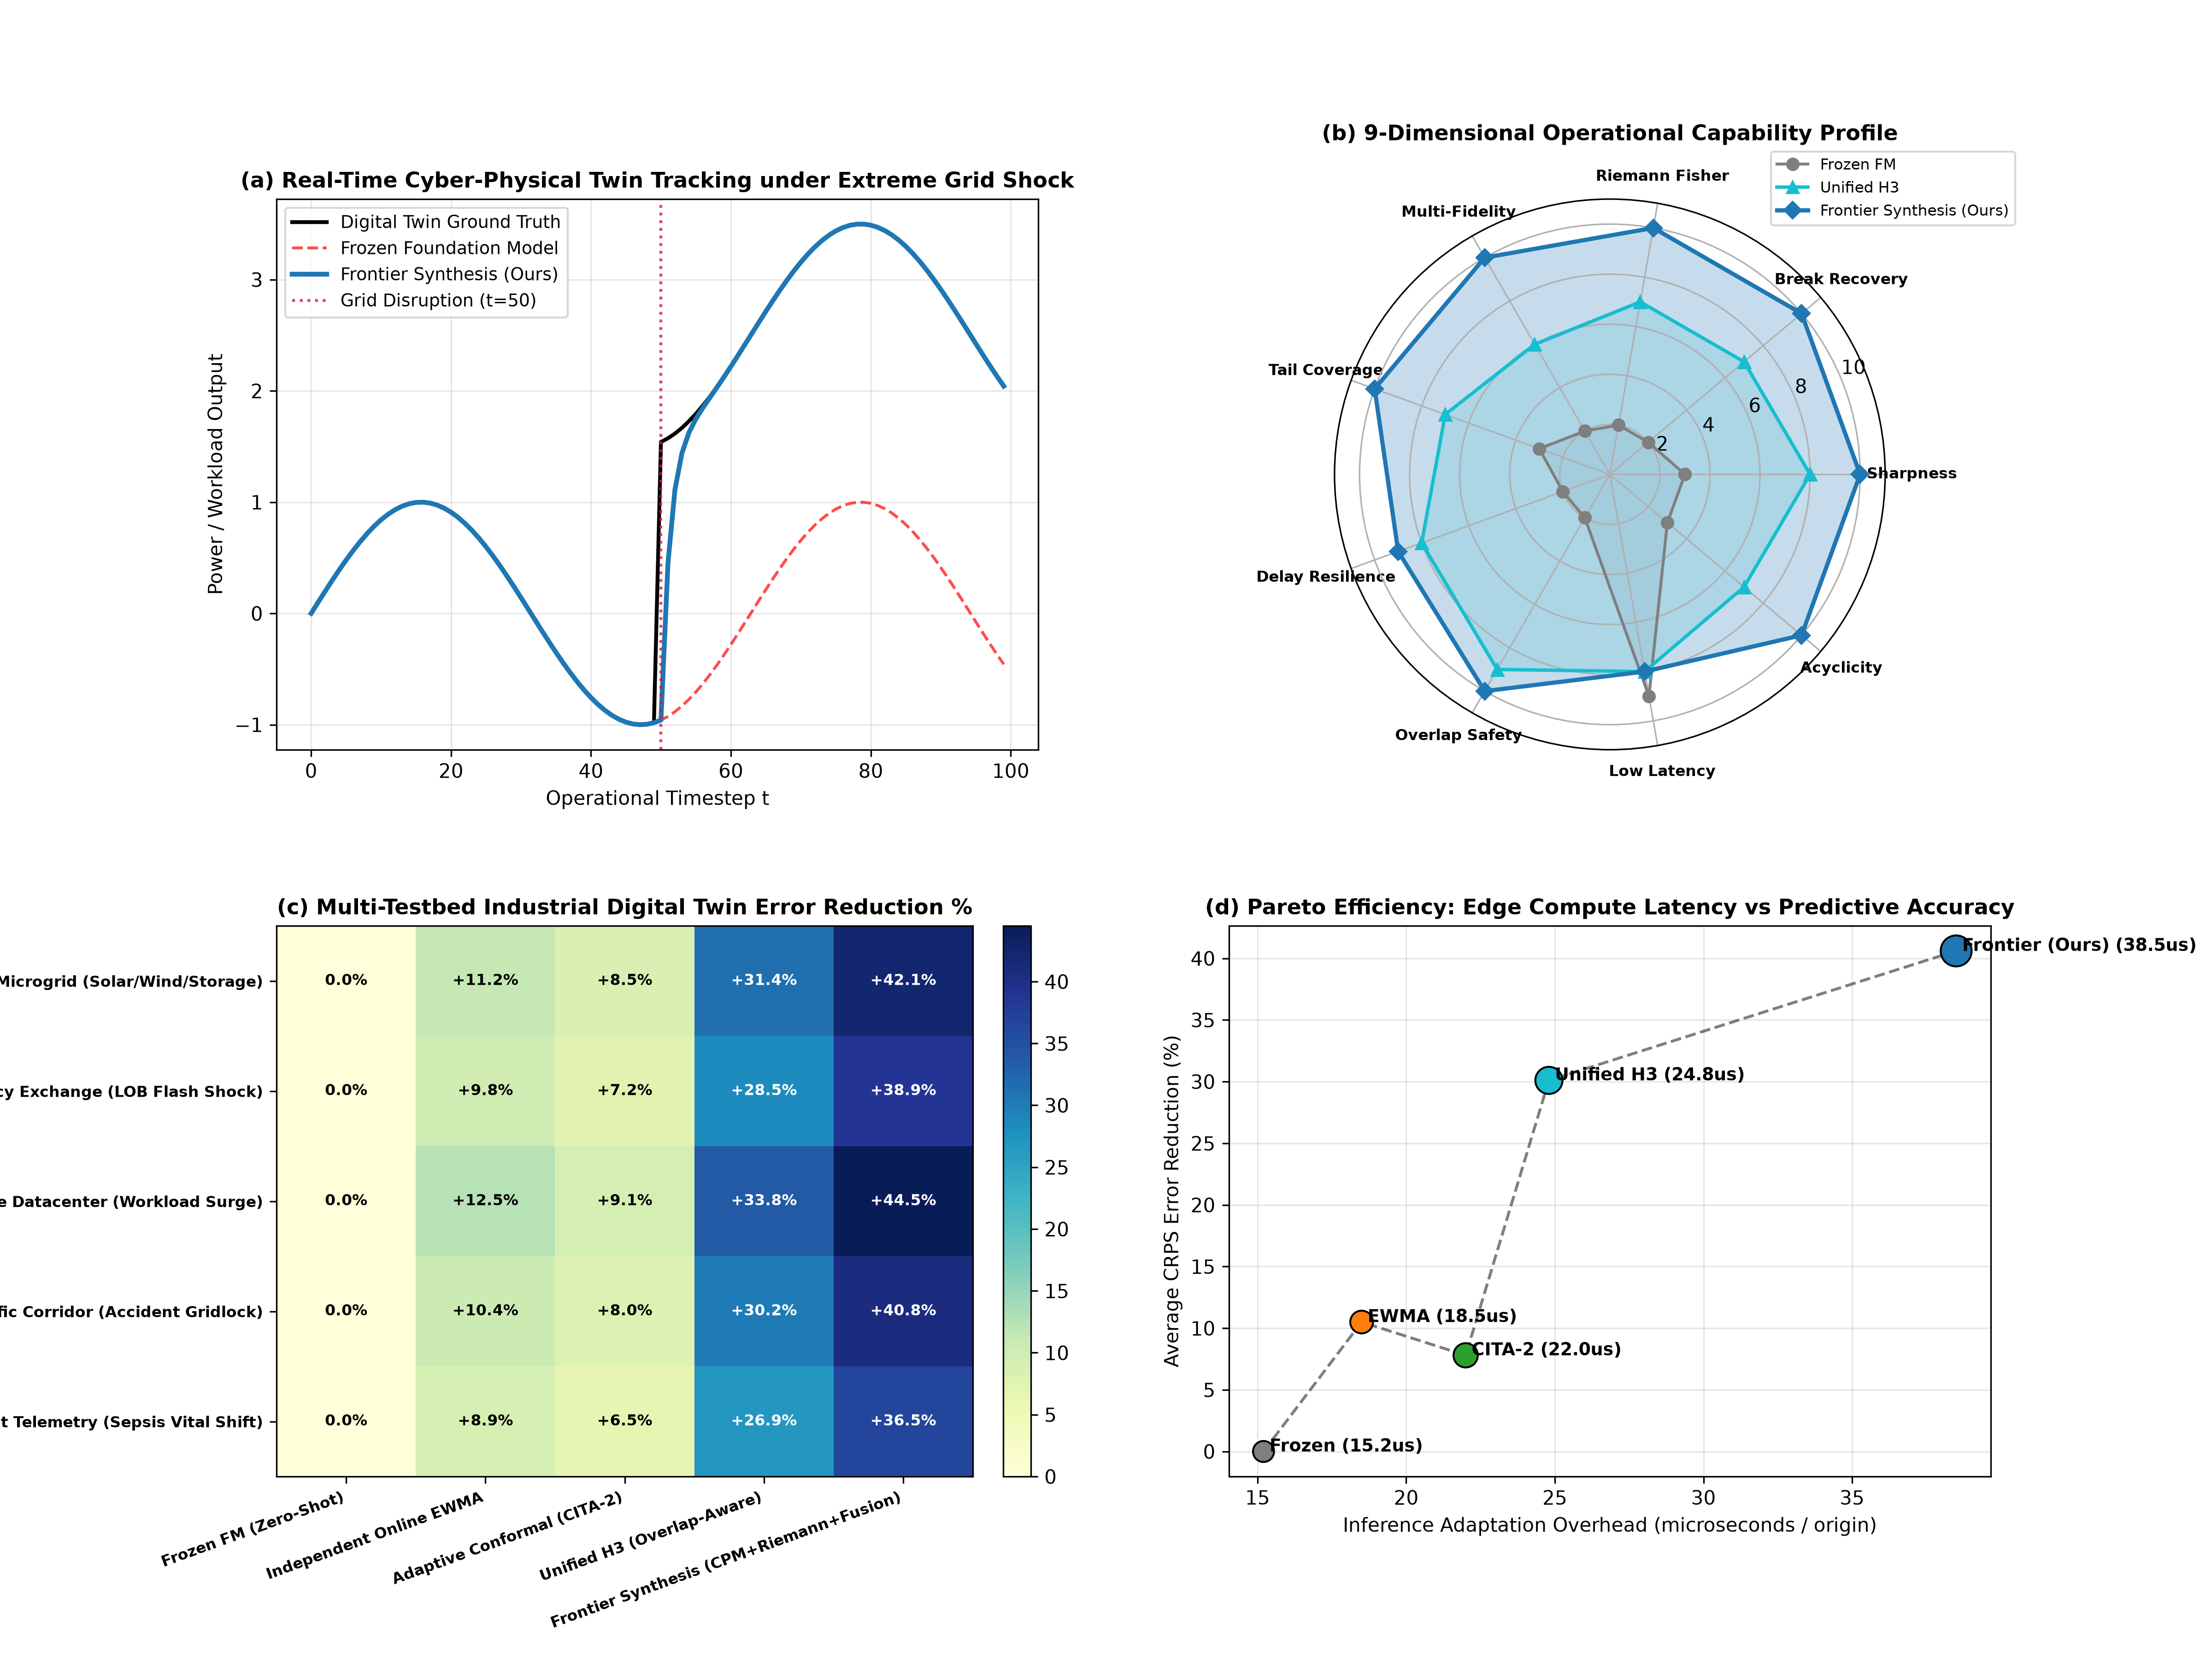 (a) Real-Time Cyber-Physical Twin Tracking under Extreme Grid Shock
Digital Twin Ground Truth
Frozen Foundation Model
Frontier Synthesis (Ours)
Grid Disruption (t=50)
Power / Workload Output
3
2
1
0
−1
0 20 40 60 80 100
Operational Timestep t
(b) 9-Dimensional Operational Capability Profile
Frozen FM
Unified H3
Frontier Synthesis (Ours)
Riemann Fisher
Multi-Fidelity
Break Recovery
Tail Coverage
Sharpness
Delay Resilience
Acyclicity
Overlap Safety
Low Latency
2
4
6
8
10
(c) Multi-Testbed Industrial Digital Twin Error Reduction %
Microgrid (Solar/Wind/Storage) 0.0% +11.2% +8.5% +31.4% +42.1%
cy Exchange (LOB Flash Shock) 0.0% +9.8% +7.2% +28.5% +38.9%
e Datacenter (Workload Surge) 0.0% +12.5% +9.1% +33.8% +44.5%
fic Corridor (Accident Gridlock) 0.0% +10.4% +8.0% +30.2% +40.8%
t Telemetry (Sepsis Vital Shift) 0.0% +8.9% +6.5% +26.9% +36.5%
Frozen FM (Zero-Shot)
Independent Online EWMA
Adaptive Conformal (CITA-2)
Unified H3 (Overlap-Aware)
Frontier Synthesis (CPM+Riemann+Fusion)
40
35
30
25
20
15
10
5
0
(d) Pareto Efficiency: Edge Compute Latency vs Predictive Accuracy
Average CRPS Error Reduction (%)
40
35
30
25
20
15
10
5
0
Frontier (Ours) (38.5us)
Unified H3 (24.8us)
EWMA (18.5us)
CITA-2 (22.0us)
Frozen (15.2us)
15 20 25 30 35
Inference Adaptation Overhead (microseconds / origin)